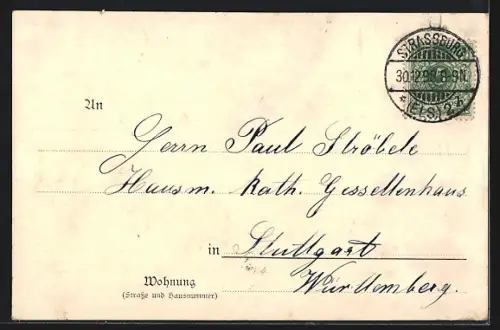 STRASSBURG
30.12.98.8-9N.
* (ELS.) 2 *
An
Herrn Paul Ströbele
Hausm. Kath. Gesellenhaus
in Stuttgart
Wohnung
(Straße und Hausnummer)
Württemberg.